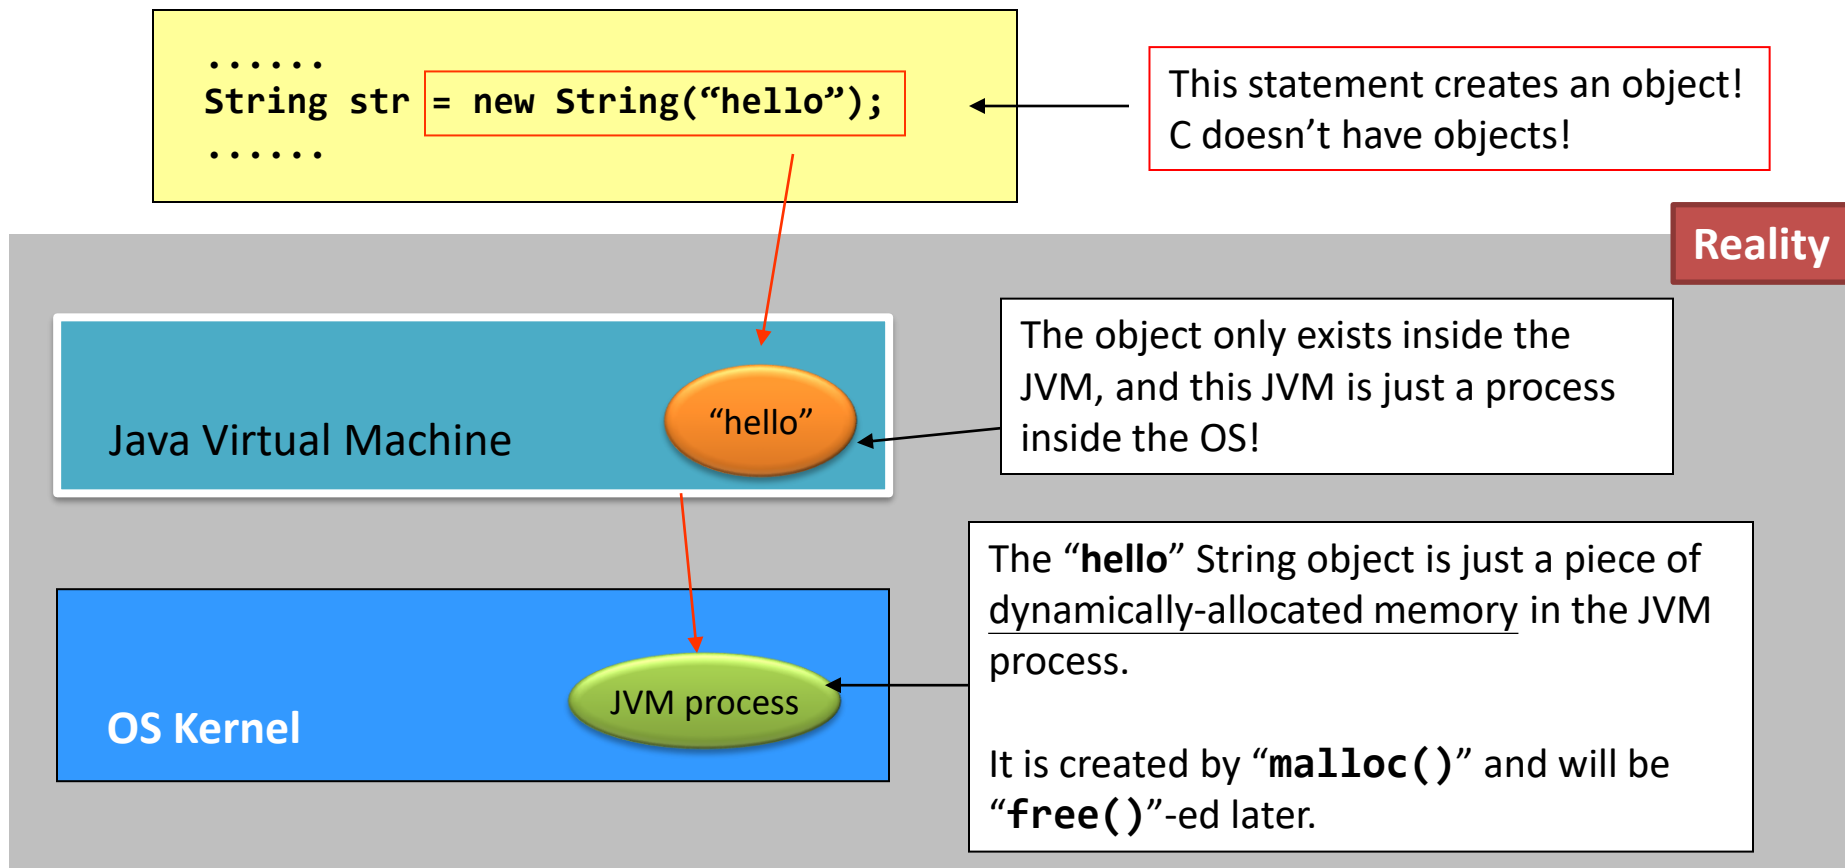 ......
String str = new String(“hello”);
......
This statement creates an object!
C doesn’t have objects!
Reality
The object only exists inside the
JVM, and this JVM is just a process
inside the OS!
“hello”
Java Virtual Machine
The “hello” String object is just a piece of
dynamically-allocated memory in the JVM
process.
It is created by “malloc()” and will be
“free()”-ed later.
JVM process
OS Kernel